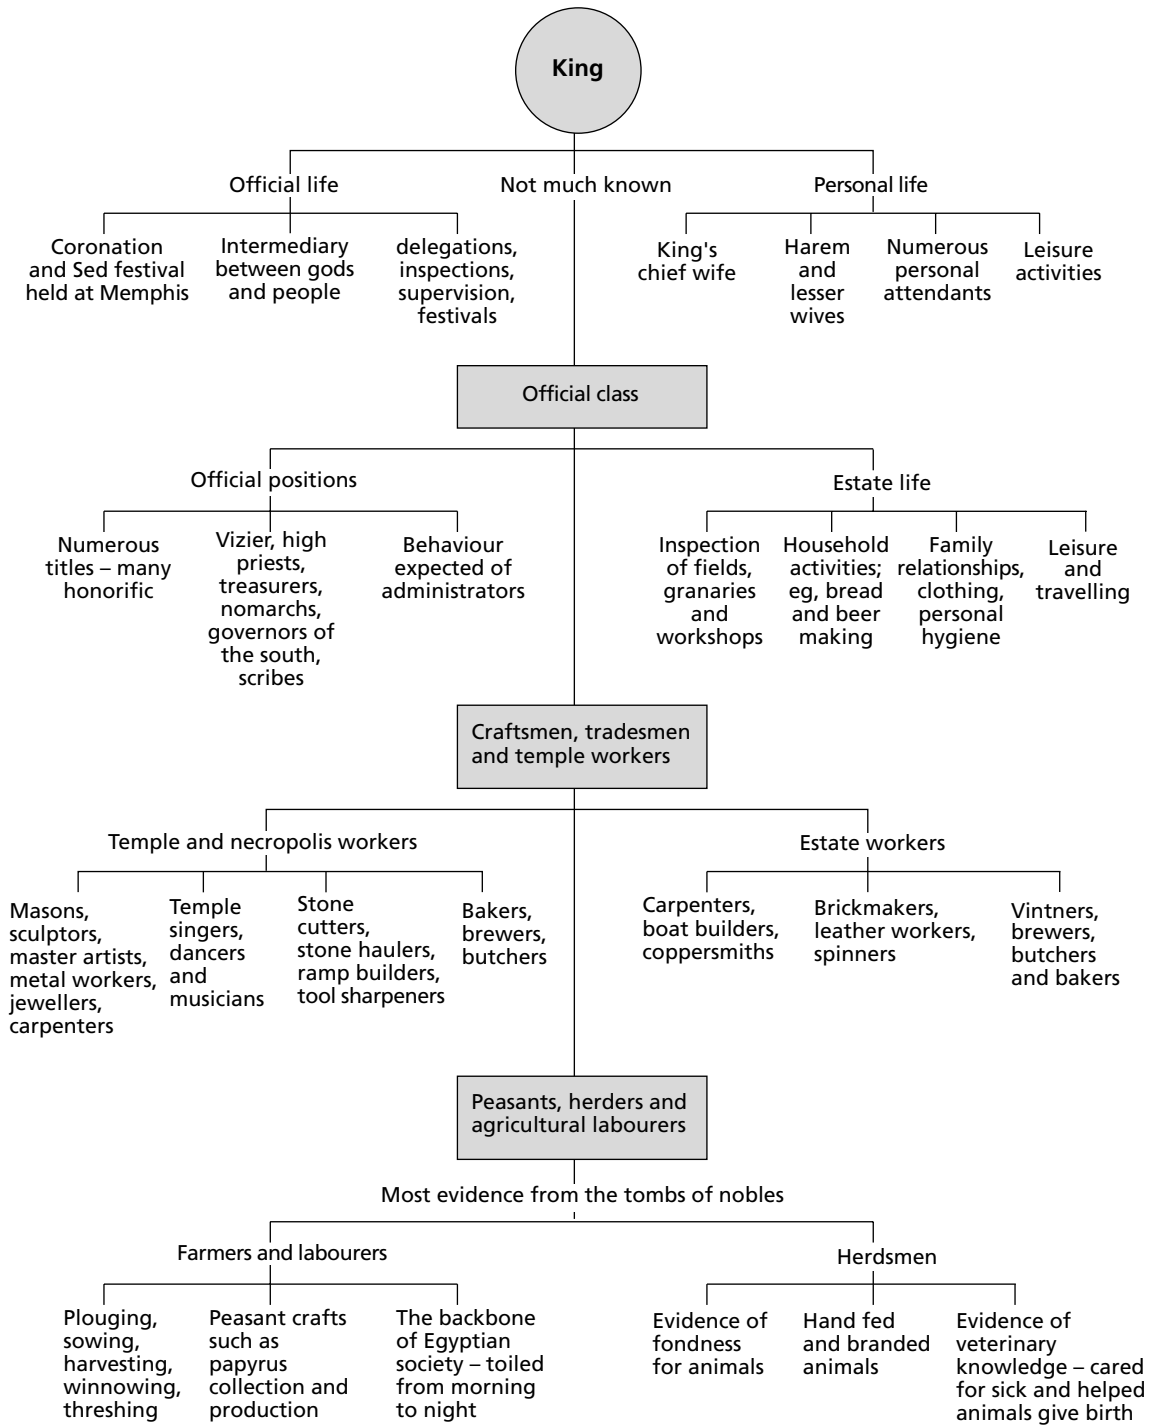 King
Official life
Not much known
Personal life
Coronation
and Sed festival
held at Memphis
Intermediary
between gods
and people
delegations,
inspections,
supervision,
festivals
King's
chief wife
Harem
and
lesser
wives
Numerous
personal
attendants
Leisure
activities
Official class
Official positions
Estate life
Numerous
titles – many
honorific
Vizier, high
priests,
treasurers,
nomarchs,
governors of
the south,
scribes
Behaviour
expected of
administrators
Inspection
of fields,
granaries
and
workshops
Household
activities;
eg, bread
and beer
making
Family
relationships,
clothing,
personal
hygiene
Leisure
and
travelling
Craftsmen, tradesmen
and temple workers
Temple and necropolis workers
Estate workers
Masons,
sculptors,
master artists,
metal workers,
jewellers,
carpenters
Temple
singers,
dancers
and
musicians
Stone
cutters,
stone haulers,
ramp builders,
tool sharpeners
Bakers,
brewers,
butchers
Carpenters,
boat builders,
coppersmiths
Brickmakers,
leather workers,
spinners
Vintners,
brewers,
butchers
and bakers
Peasants, herders and
agricultural labourers
Most evidence from the tombs of nobles
Farmers and labourers
Herdsmen
Plouging,
sowing,
harvesting,
winnowing,
threshing
Peasant crafts
such as
papyrus
collection and
production
The backbone
of Egyptian
society – toiled
from morning
to night
Evidence of
fondness
for animals
Hand fed
and branded
animals
Evidence of
veterinary
knowledge – cared
for sick and helped
animals give birth